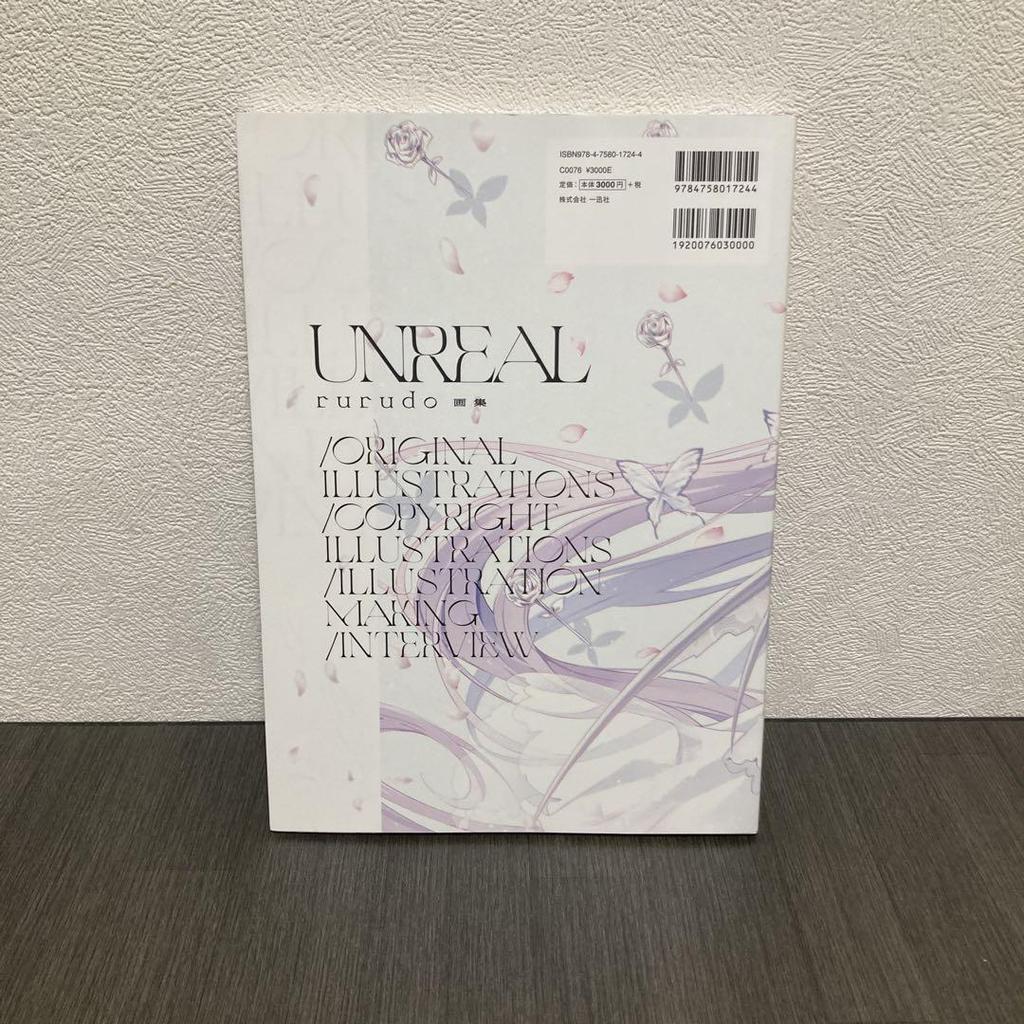 ISBN978-4-7580-1724-4
C0076 ¥3000E
定価：本体3000円+税
株式会社 一迅社
9784758017244
1920076030000
UNREAL
rurudo 画集
/ORIGINAL
ILLUSTRATIONS
/COPYRIGHT
ILLUSTRATIONS
/ILLUSTRATION
MAKING
/INTERVIEW